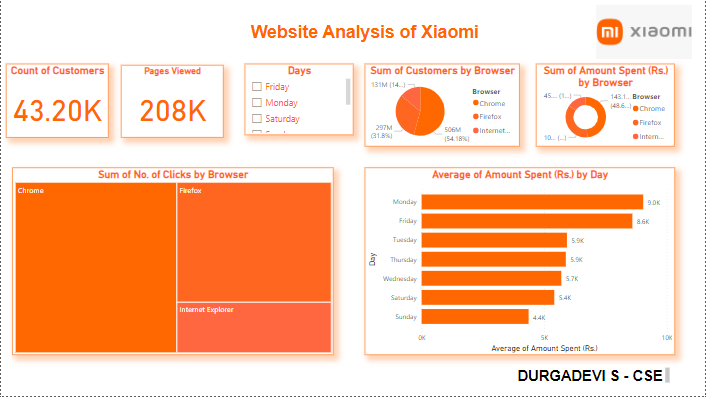 Website Analysis of Xiaomi
mi XIAOMI
Count of Customers
43.20K
Pages Viewed
208K
Days
Friday
Monday
Saturday
Sum of Customers by Browser
131M (14...)
297M
(31.8%)
506M
(54.18%)
Browser
Chrome
Firefox
Internet...
Sum of Amount Spent (Rs.)
by Browser
45... (1...)
143.1...
(48.6...)
10... (...)
Browser
Chrome
Firefox
Intern...
Sum of No. of Clicks by Browser
Chrome
Firefox
Internet Explorer
Average of Amount Spent (Rs.) by Day
Day
Monday 9.0K
Friday 8.6K
Tuesday 5.9K
Thursday 5.9K
Wednesday 5.7K
Saturday 5.4K
Sunday 4.4K
0K 5K 10K
Average of Amount Spent (Rs.)
DURGADEVI S - CSE